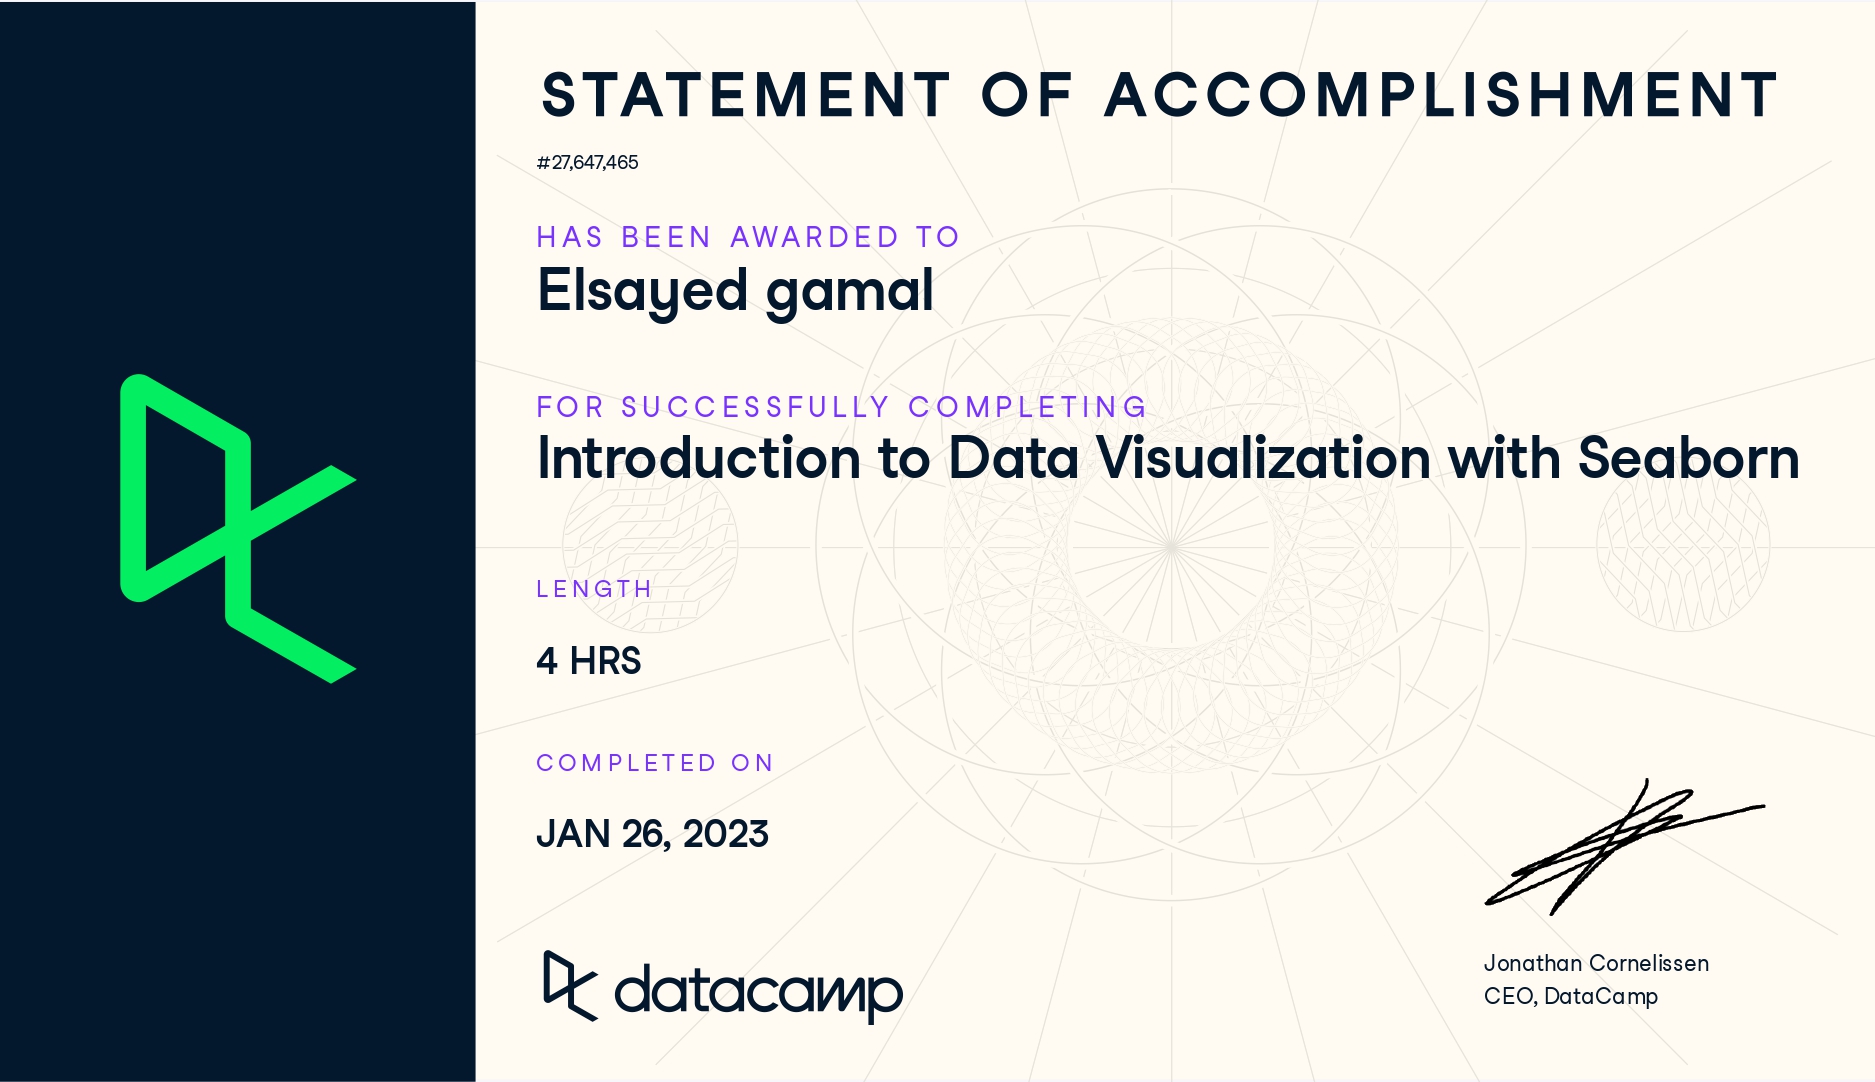 STATEMENT OF ACCOMPLISHMENT
#27,647,465
HAS BEEN AWARDED TO
Elsayed gamal
FOR SUCCESSFULLY COMPLETING
Introduction to Data Visualization with Seaborn
LENGTH
4 HRS
COMPLETED ON
JAN 26, 2023
datacamp
Jonathan Cornelissen
CEO, DataCamp